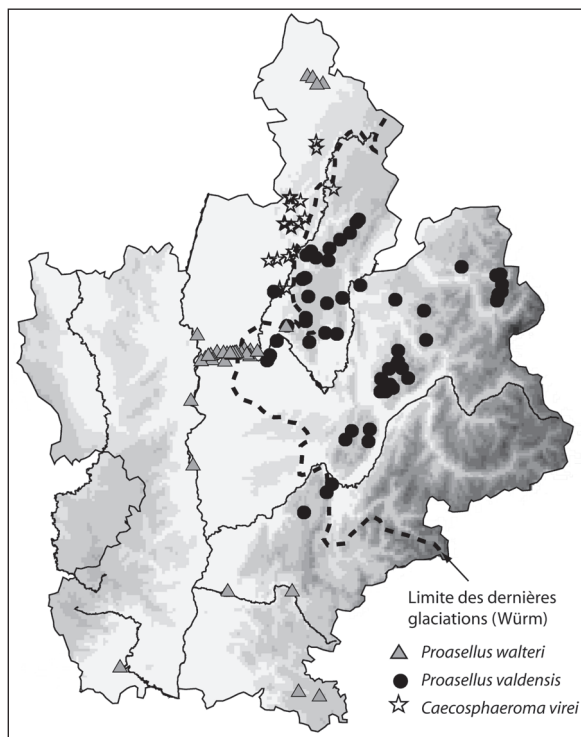 Limite des dernières
glaciations (Würm)
Proasellus walteri
Proasellus valdensis
Caecosphaeroma virei